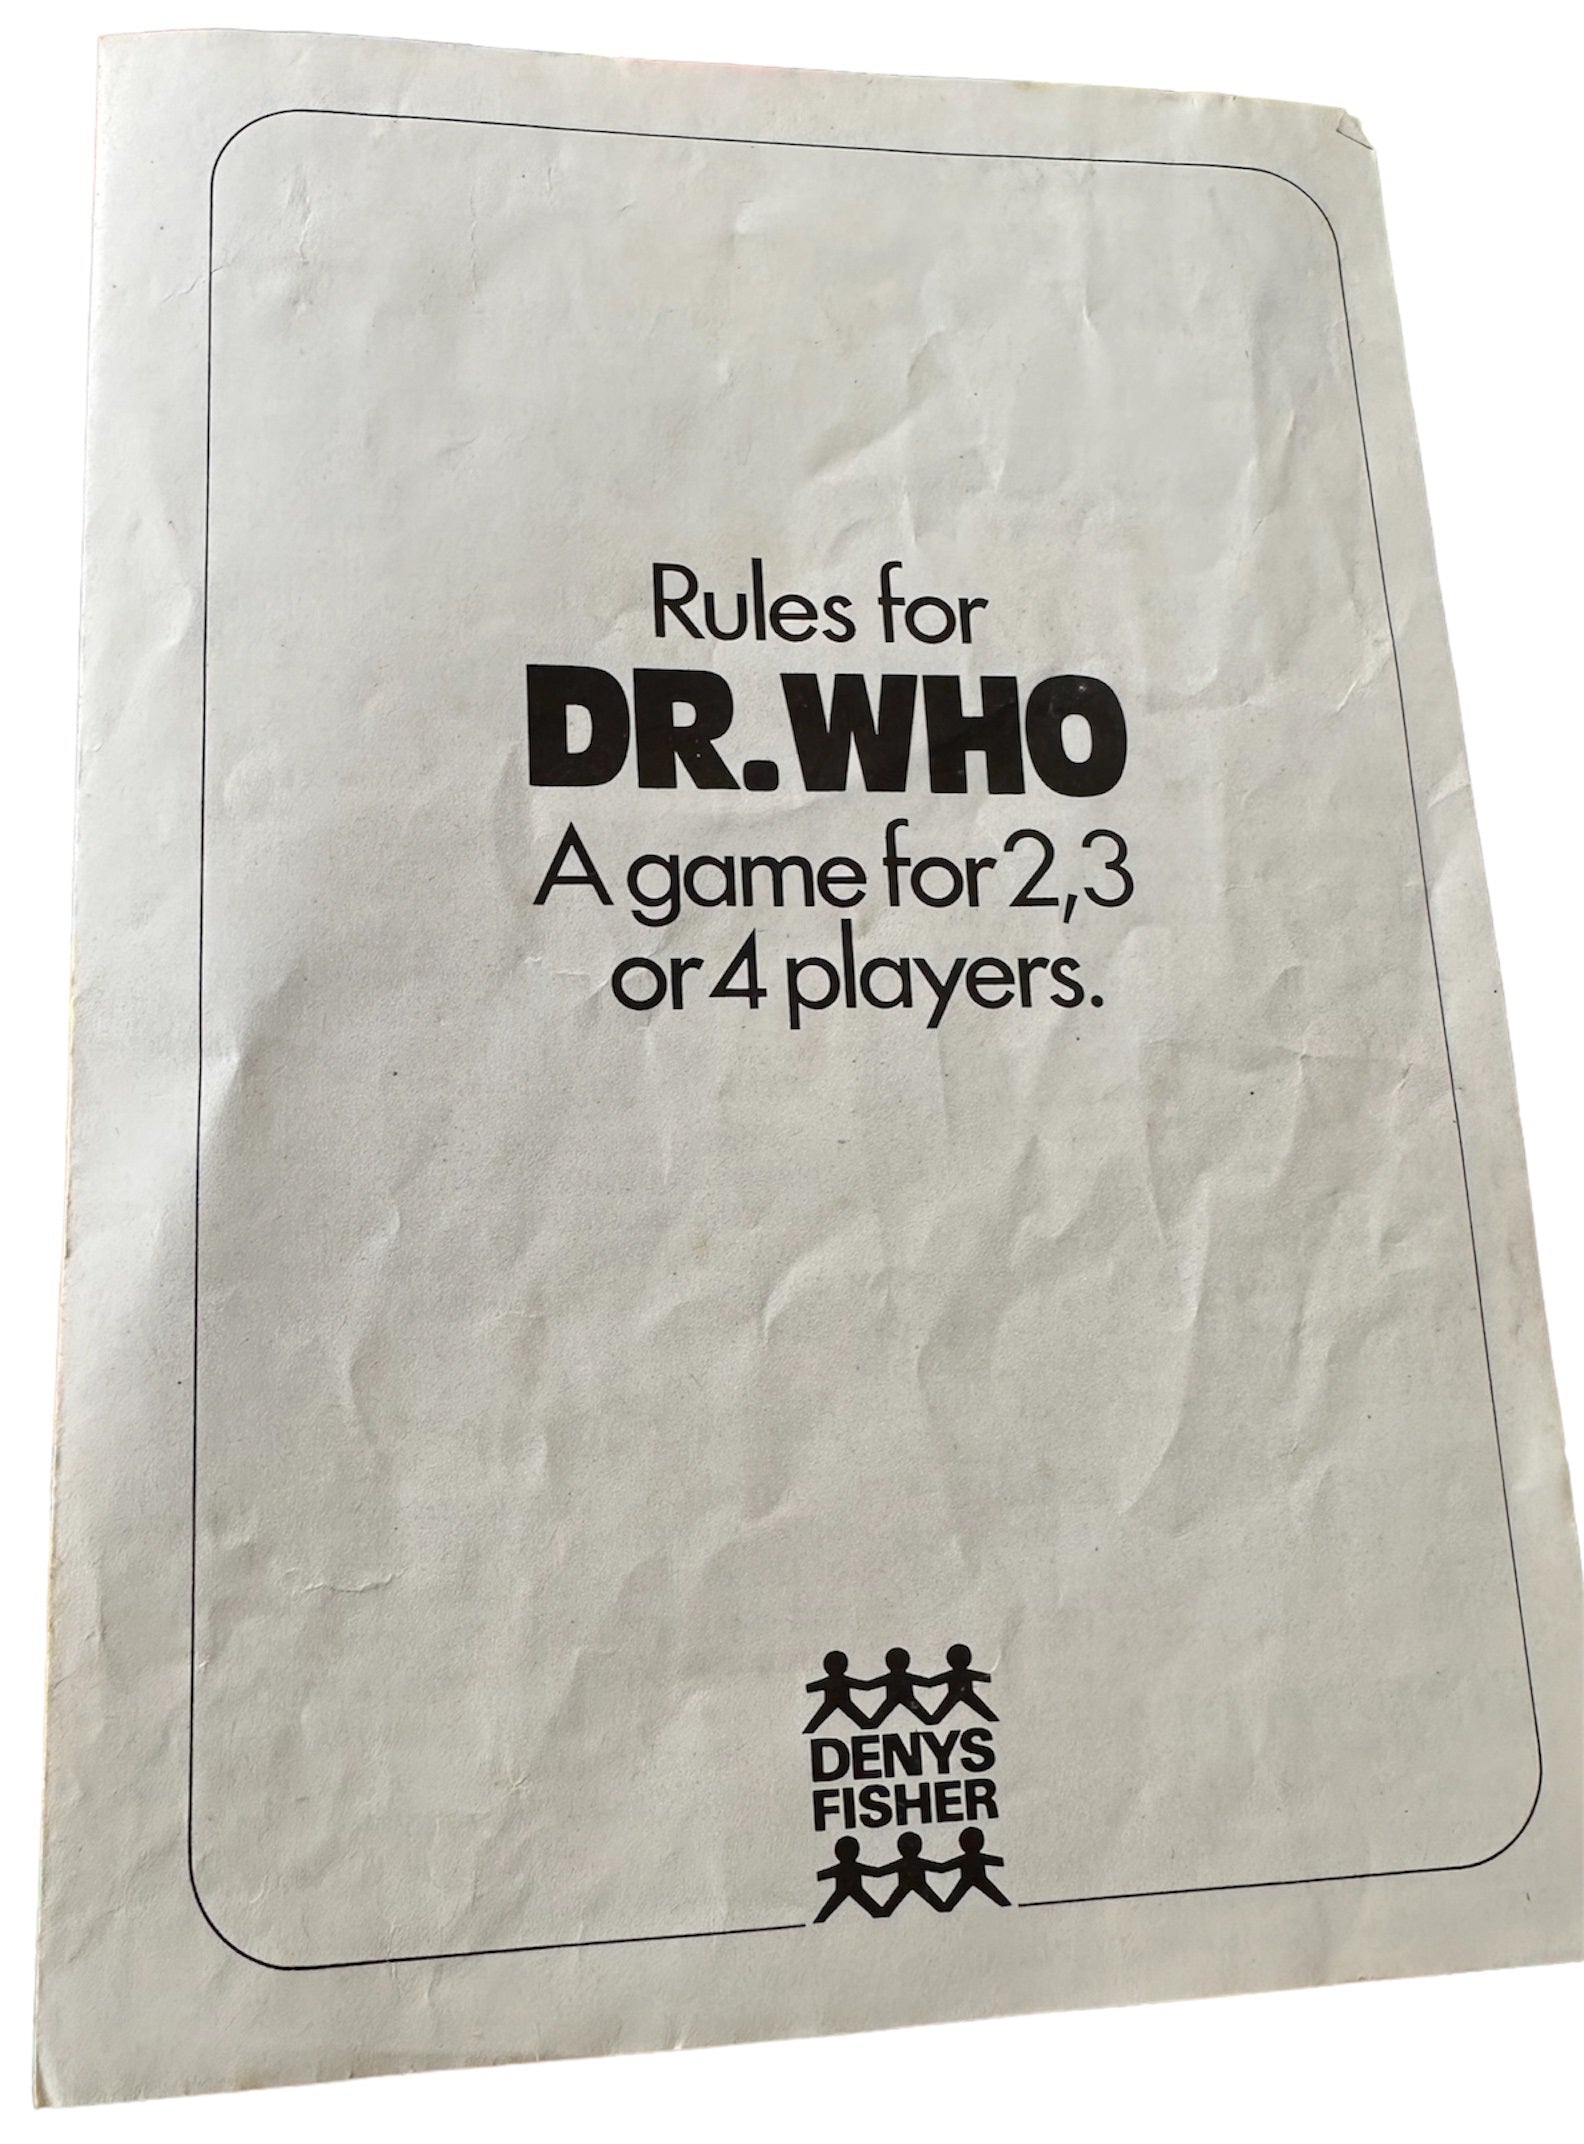 Rules for
DR.WHO
A game for 2,3
or 4 players.
DENYS
FISHER